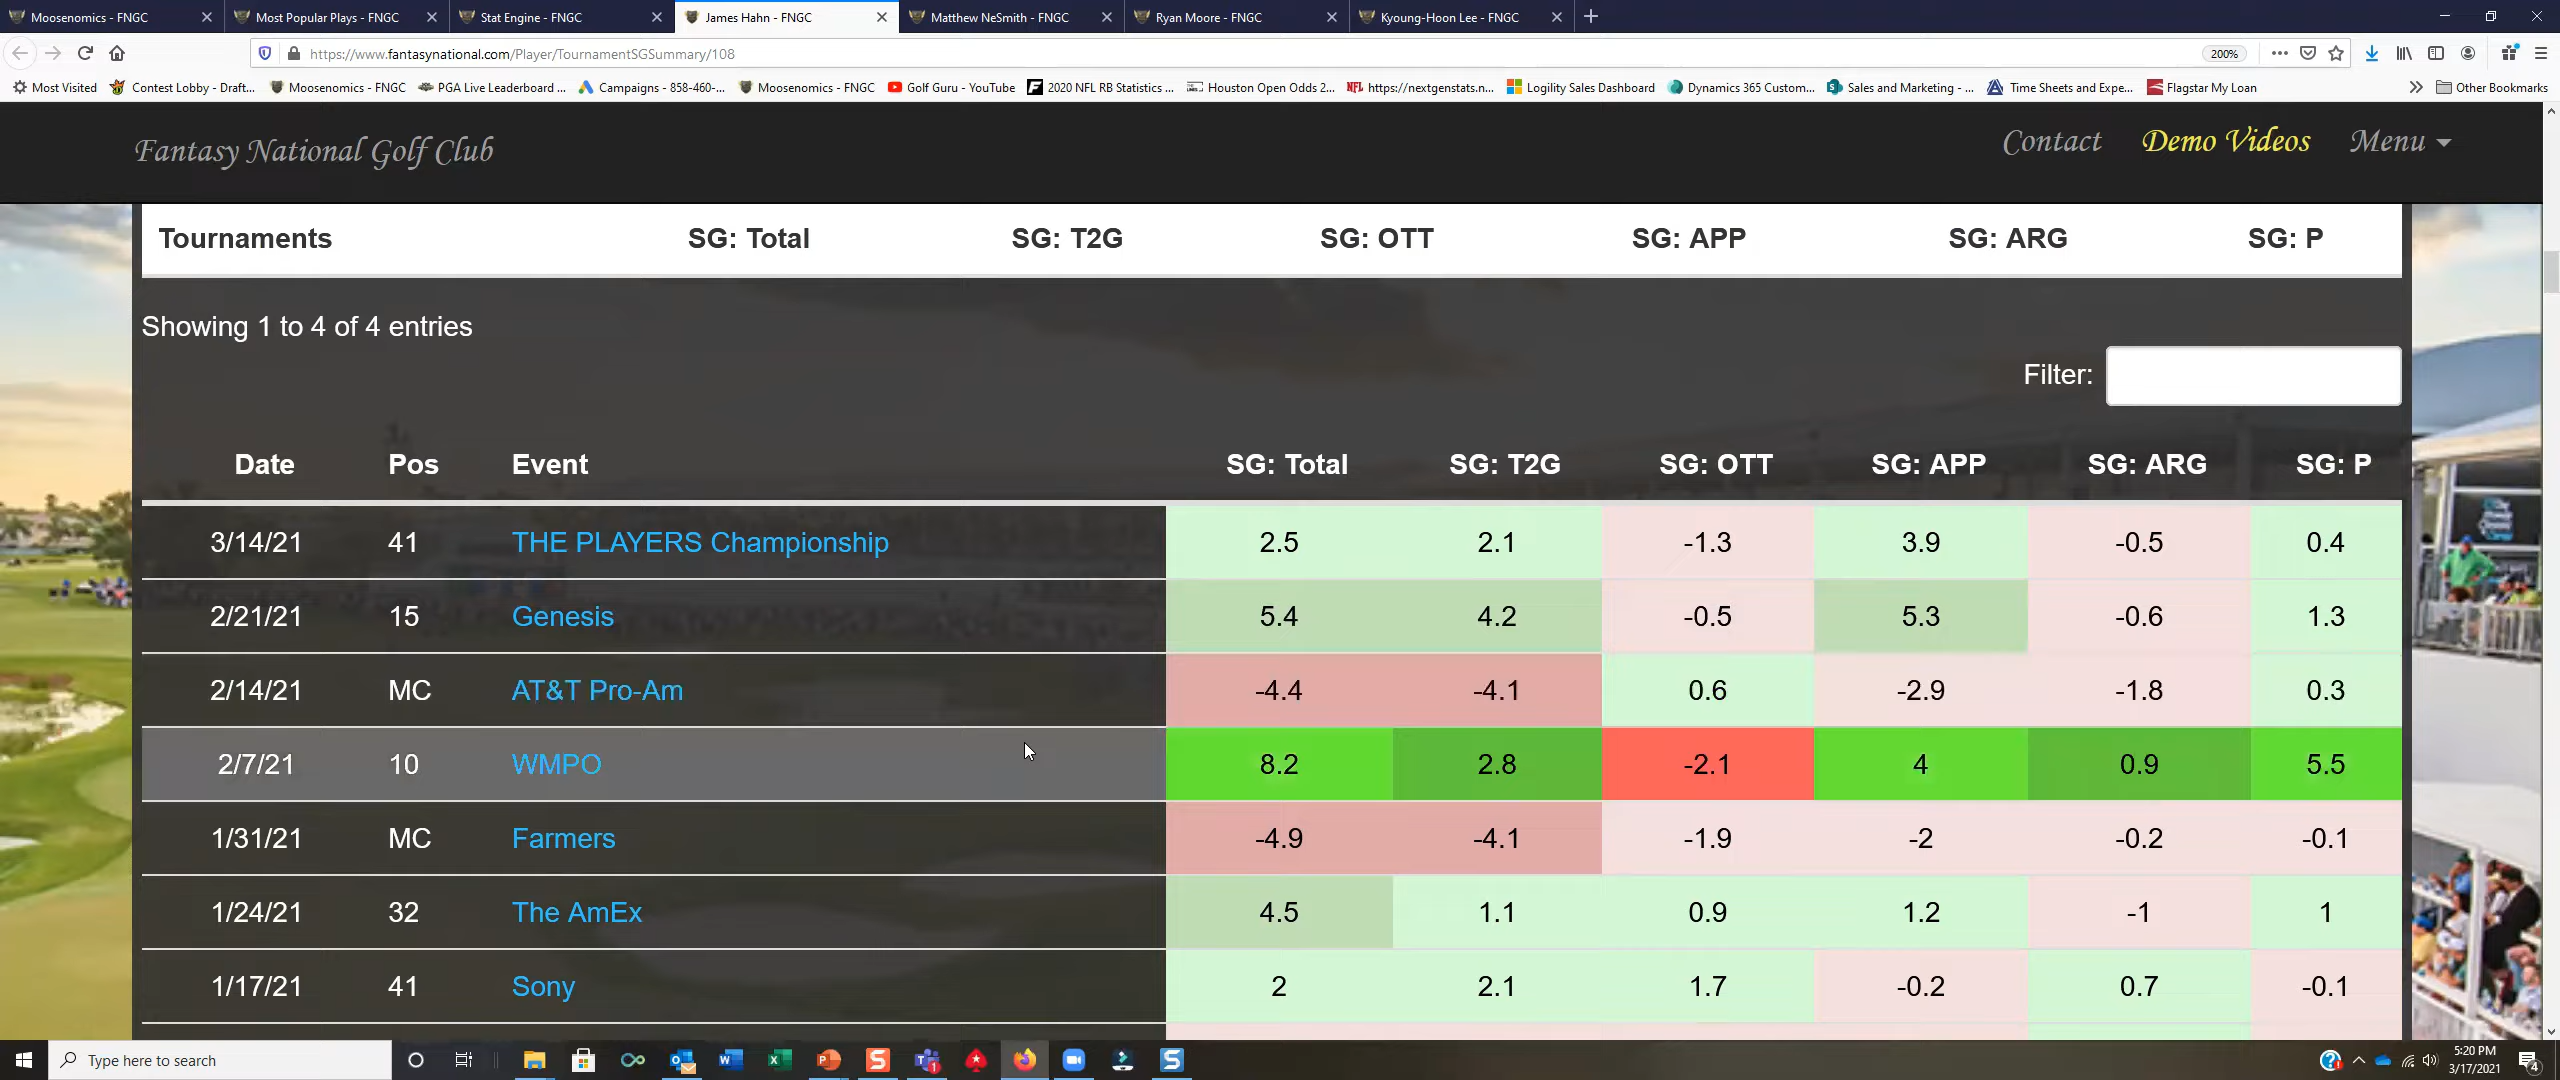 Moosenomics - FNGC
Most Popular Plays - FNGC
Stat Engine - FNGC
James Hahn - FNGC
Matthew NeSmith - FNGC
Ryan Moore - FNGC
Kyoung-Hoon Lee - FNGC
https://www.fantasynational.com/Player/TournamentSGSummary/108
200%
Most Visited
Contest Lobby - Draft...
Moosenomics - FNGC
PGA Live Leaderboard ...
Campaigns - 858-460-...
Moosenomics - FNGC
Golf Guru - YouTube
2020 NFL RB Statistics ...
Houston Open Odds 2...
https://nextgenstats.n...
Logility Sales Dashboard
Dynamics 365 Custom...
Sales and Marketing - ...
Time Sheets and Expe...
Flagstar My Loan
Other Bookmarks
Fantasy National Golf Club
Contact Demo Videos Menu
Tournaments SG: Total SG: T2G SG: OTT SG: APP SG: ARG SG: P
Showing 1 to 4 of 4 entries
Filter:
Date Pos Event SG: Total SG: T2G SG: OTT SG: APP SG: ARG SG: P
3/14/21 41 THE PLAYERS Championship 2.5 2.1 -1.3 3.9 -0.5 0.4
2/21/21 15 Genesis 5.4 4.2 -0.5 5.3 -0.6 1.3
2/14/21 MC AT&T Pro-Am -4.4 -4.1 0.6 -2.9 -1.8 0.3
2/7/21 10 WMPO 8.2 2.8 -2.1 4 0.9 5.5
1/31/21 MC Farmers -4.9 -4.1 -1.9 -2 -0.2 -0.1
1/24/21 32 The AmEx 4.5 1.1 0.9 1.2 -1 1
1/17/21 41 Sony 2 2.1 1.7 -0.2 0.7 -0.1
Type here to search
5:20 PM
3/17/2021